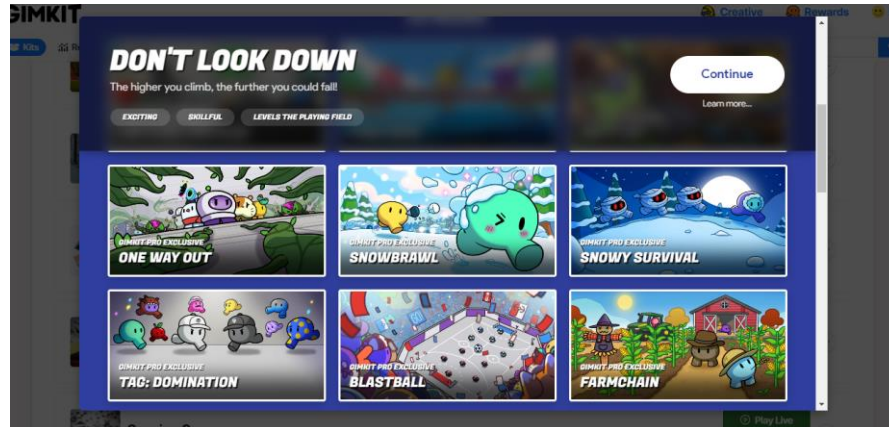 GIMKIT
Creative
Rewards
Kits
DON'T LOOK DOWN
The higher you climb, the further you could fall!
Continue
Learn more...
EXCITING
SKILLFUL
LEVELS THE PLAYING FIELD
GIMKIT PRO EXCLUSIVE
ONE WAY OUT
GIMKIT PRO EXCLUSIVE
SNOWBRAWL
GIMKIT PRO EXCLUSIVE
SNOWY SURVIVAL
GIMKIT PRO EXCLUSIVE
TAG: DOMINATION
GIMKIT PRO EXCLUSIVE
BLASTBALL
GIMKIT PRO EXCLUSIVE
FARMCHAIN
Play Live